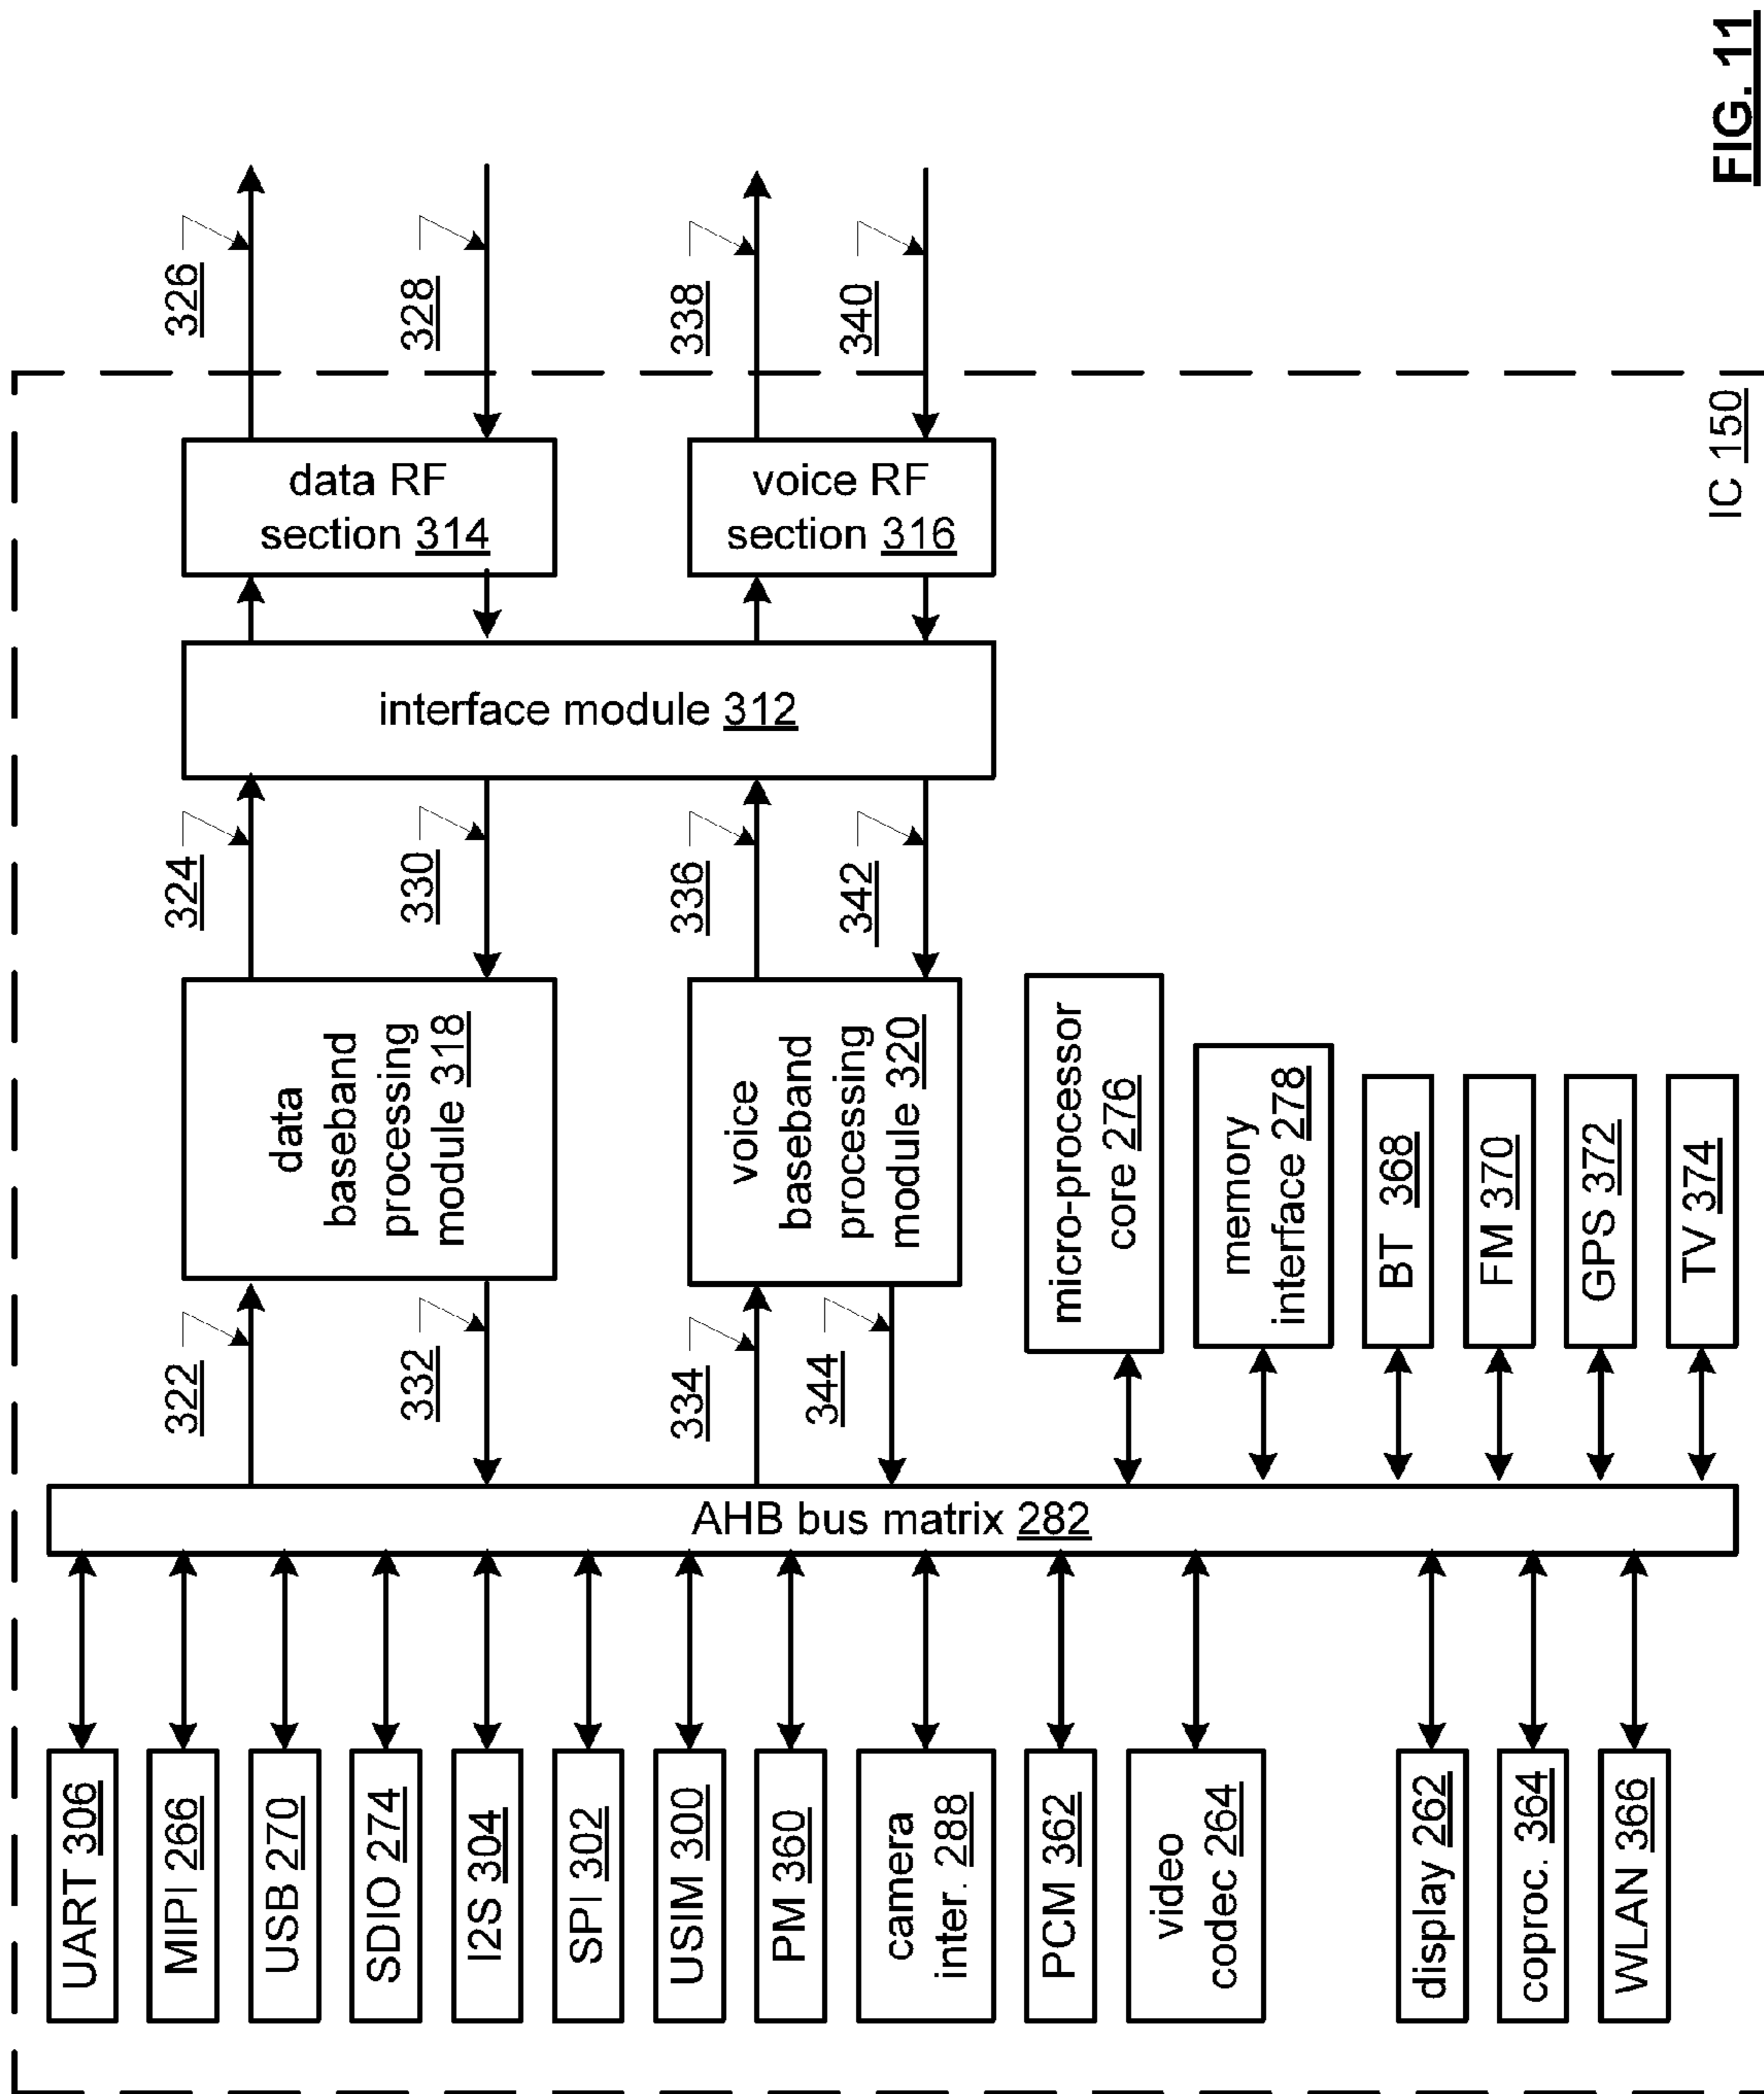 326
328
338
340
data RF
section 314
voice RF
section 316
interface module 312
324
330
336
342
data
baseband
processing
module 318
voice
baseband
processing
module 320
micro-processor
core 276
memory
interface 278
BT 368
FM 370
GPS 372
TV 374
322
332
334
344
AHB bus matrix 282
UART 306
MIPI 266
USB 270
SDIO 274
I2S 304
SPI 302
USIM 300
PM 360
camera
inter. 288
PCM 362
video
codec 264
display 262
coproc. 364
WLAN 366
IC 150
FIG. 11